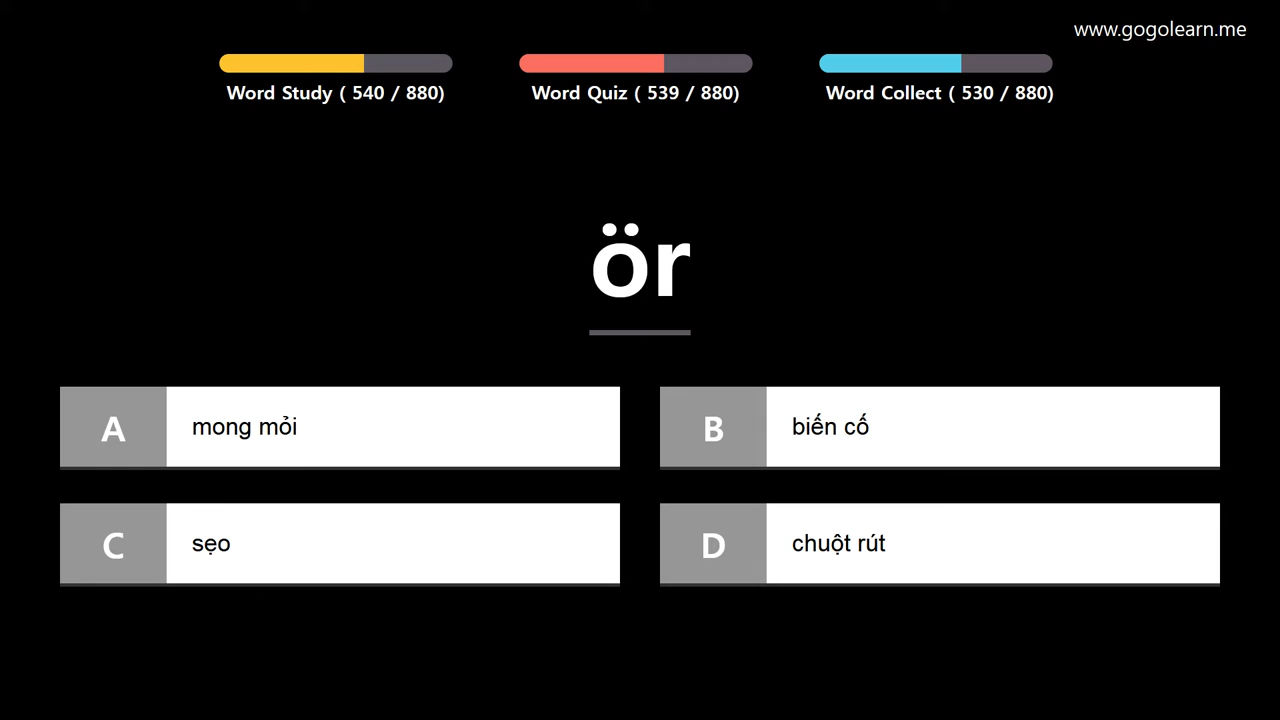 www.gogolearn.me
Word Study ( 540 / 880)
Word Quiz ( 539 / 880)
Word Collect ( 530 / 880)
ör
A mong mỏi
B biến cố
C sẹo
D chuột rút